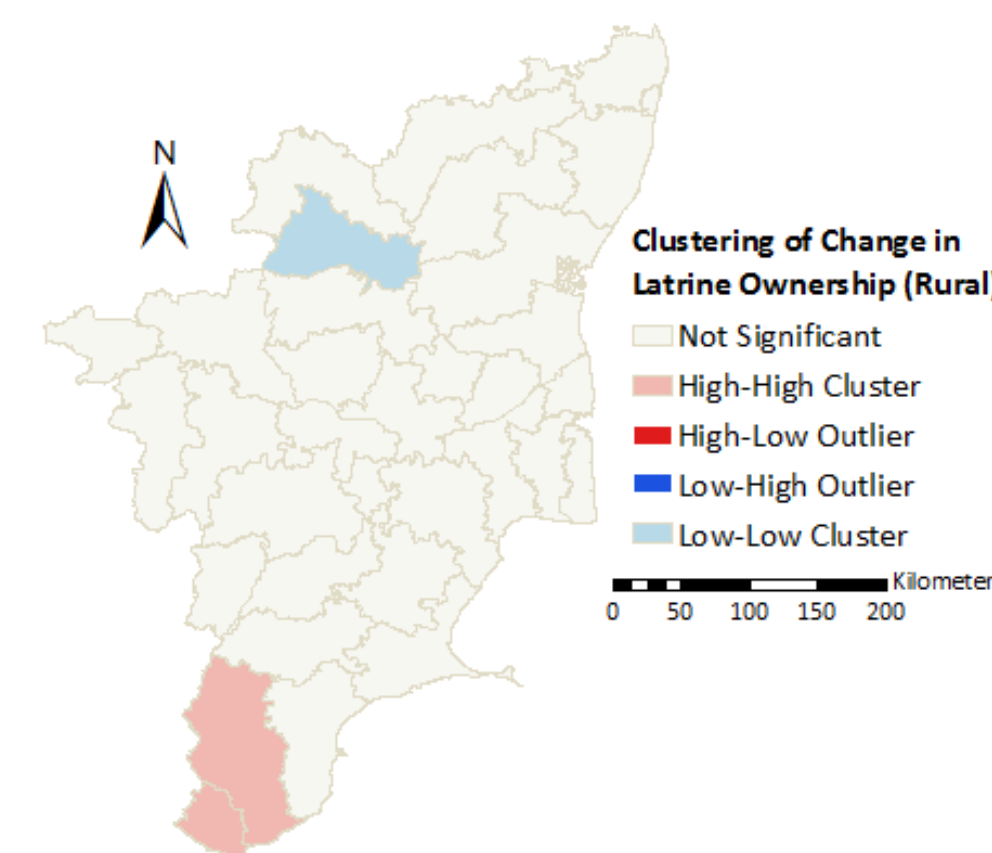 N
Clustering of Change in
Latrine Ownership (Rural)
Not Significant
High-High Cluster
High-Low Outlier
Low-High Outlier
Low-Low Cluster
Kilometer
0 50 100 150 200